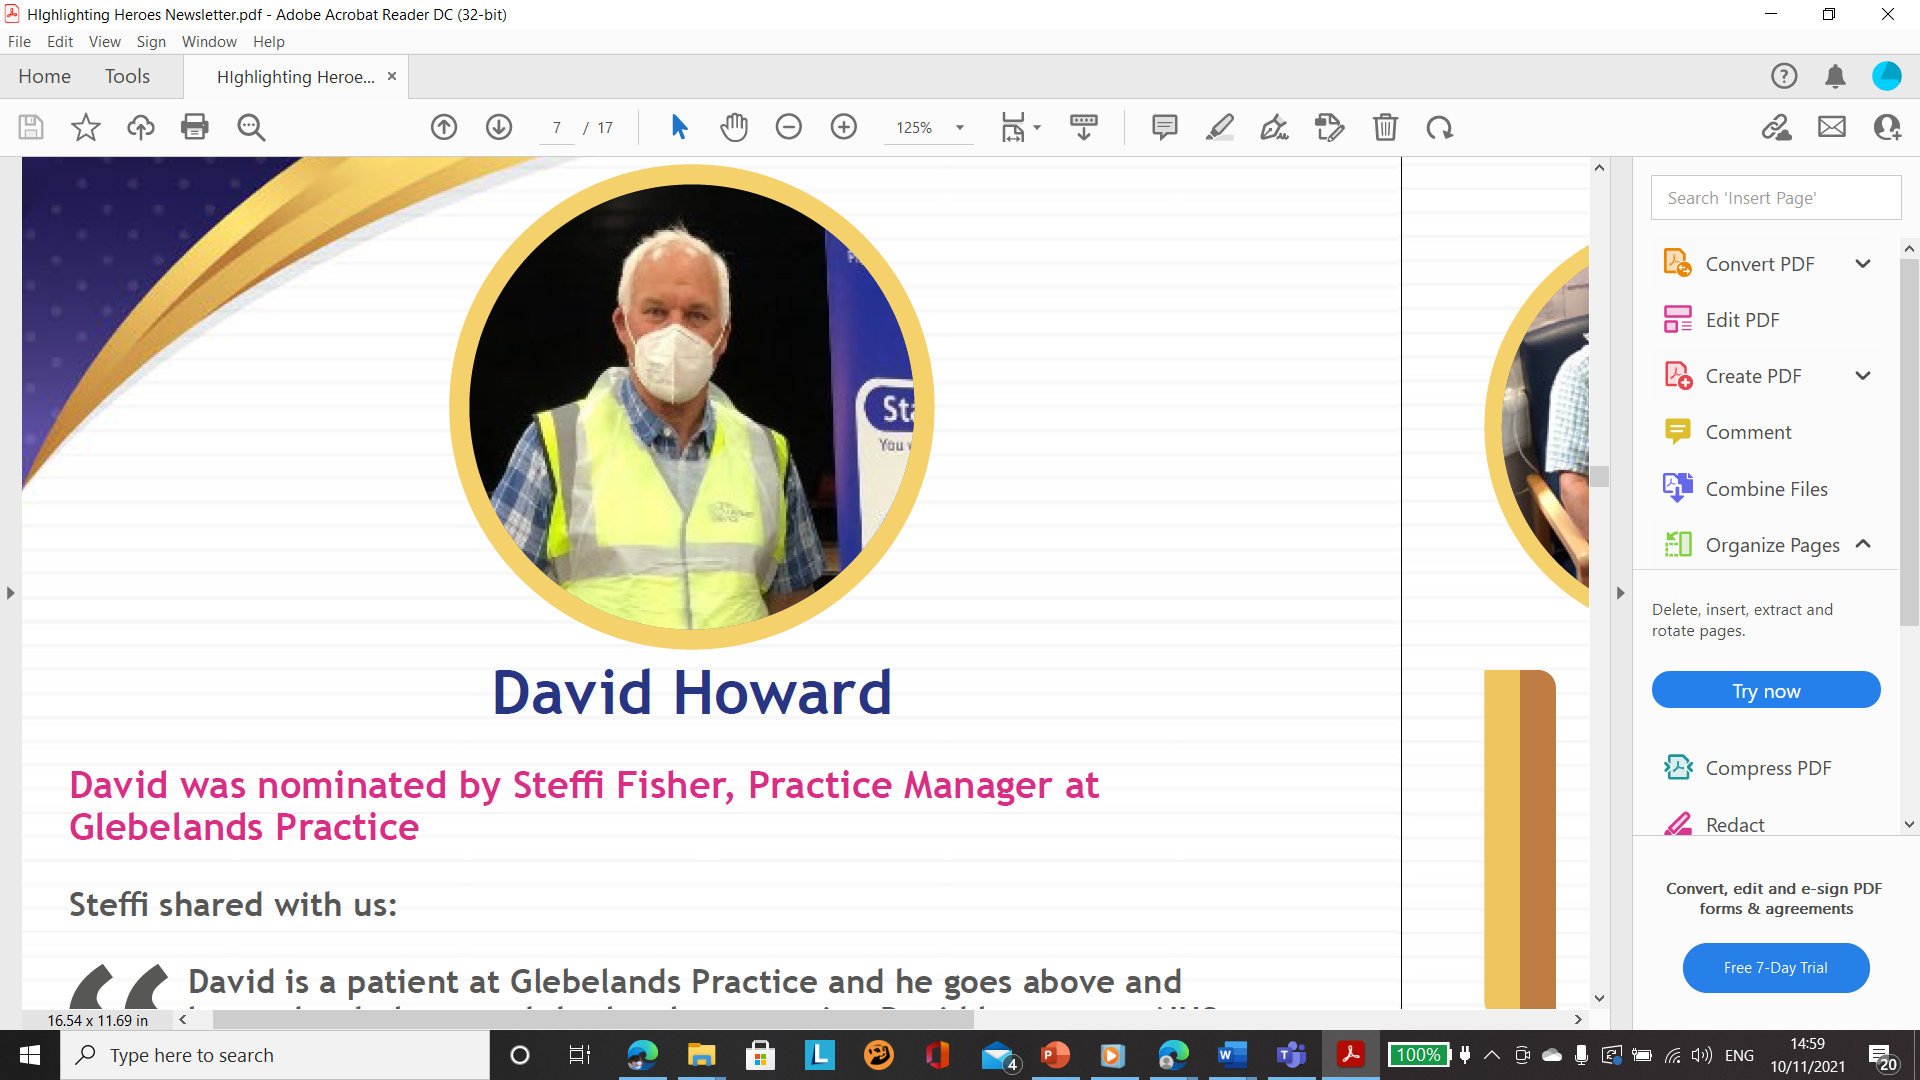 HIghlighting Heroes Newsletter.pdf - Adobe Acrobat Reader DC (32-bit)
File Edit View Sign Window Help
Home Tools HIghlighting Heroe... ×
7 / 17 125%
Search 'Insert Page'
Convert PDF
Edit PDF
Create PDF
Comment
Combine Files
Organize Pages
Delete, insert, extract and
rotate pages.
Try now
Compress PDF
Redact
Convert, edit and e-sign PDF
forms & agreements
Free 7-Day Trial
Sta
You
David Howard
David was nominated by Steffi Fisher, Practice Manager at
Glebelands Practice
Steffi shared with us:
“ David is a patient at Glebelands Practice and he goes above and
16.54 x 11.69 in
Type here to search
4
100%
ENG
14:59
10/11/2021
20